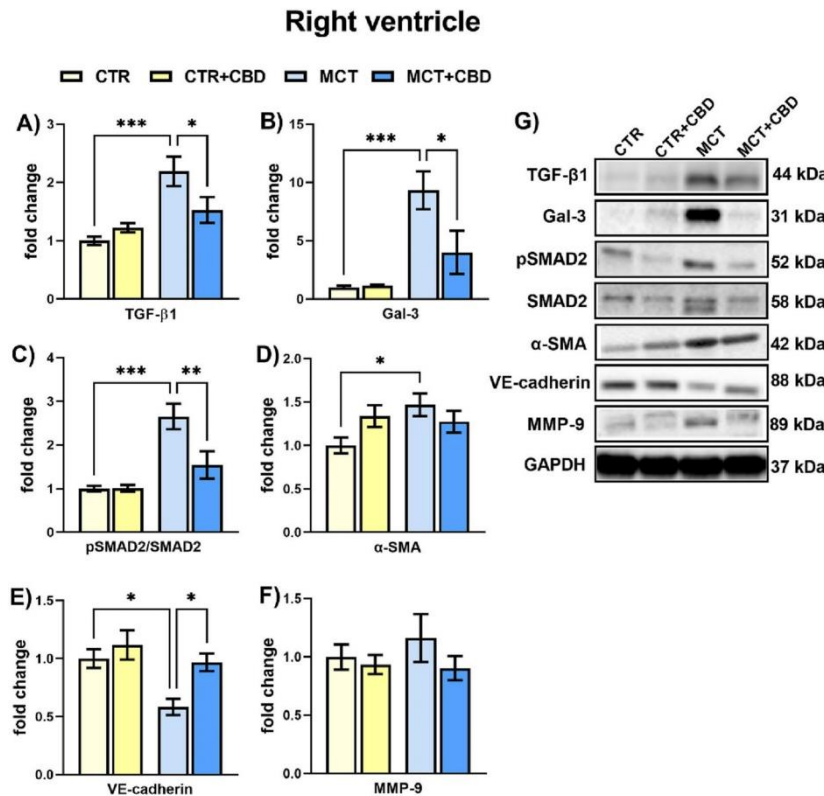 Right ventricle
CTR CTR+CBD MCT MCT+CBD
A)
*** *
fold change
3
2
1
0
TGF-β1
B)
*** *
fold change
15
10
5
0
Gal-3
C)
*** **
fold change
4
3
2
1
0
pSMAD2/SMAD2
D)
*
fold change
2.0
1.5
1.0
0.5
0.0
α-SMA
E)
* *
fold change
1.5
1.0
0.5
0.0
VE-cadherin
F)
fold change
1.5
1.0
0.5
0.0
MMP-9
G)
CTR CTR+CBD MCT MCT+CBD
TGF-β1 44 kDa
Gal-3 31 kDa
pSMAD2 52 kDa
SMAD2 58 kDa
α-SMA 42 kDa
VE-cadherin 88 kDa
MMP-9 89 kDa
GAPDH 37 kDa